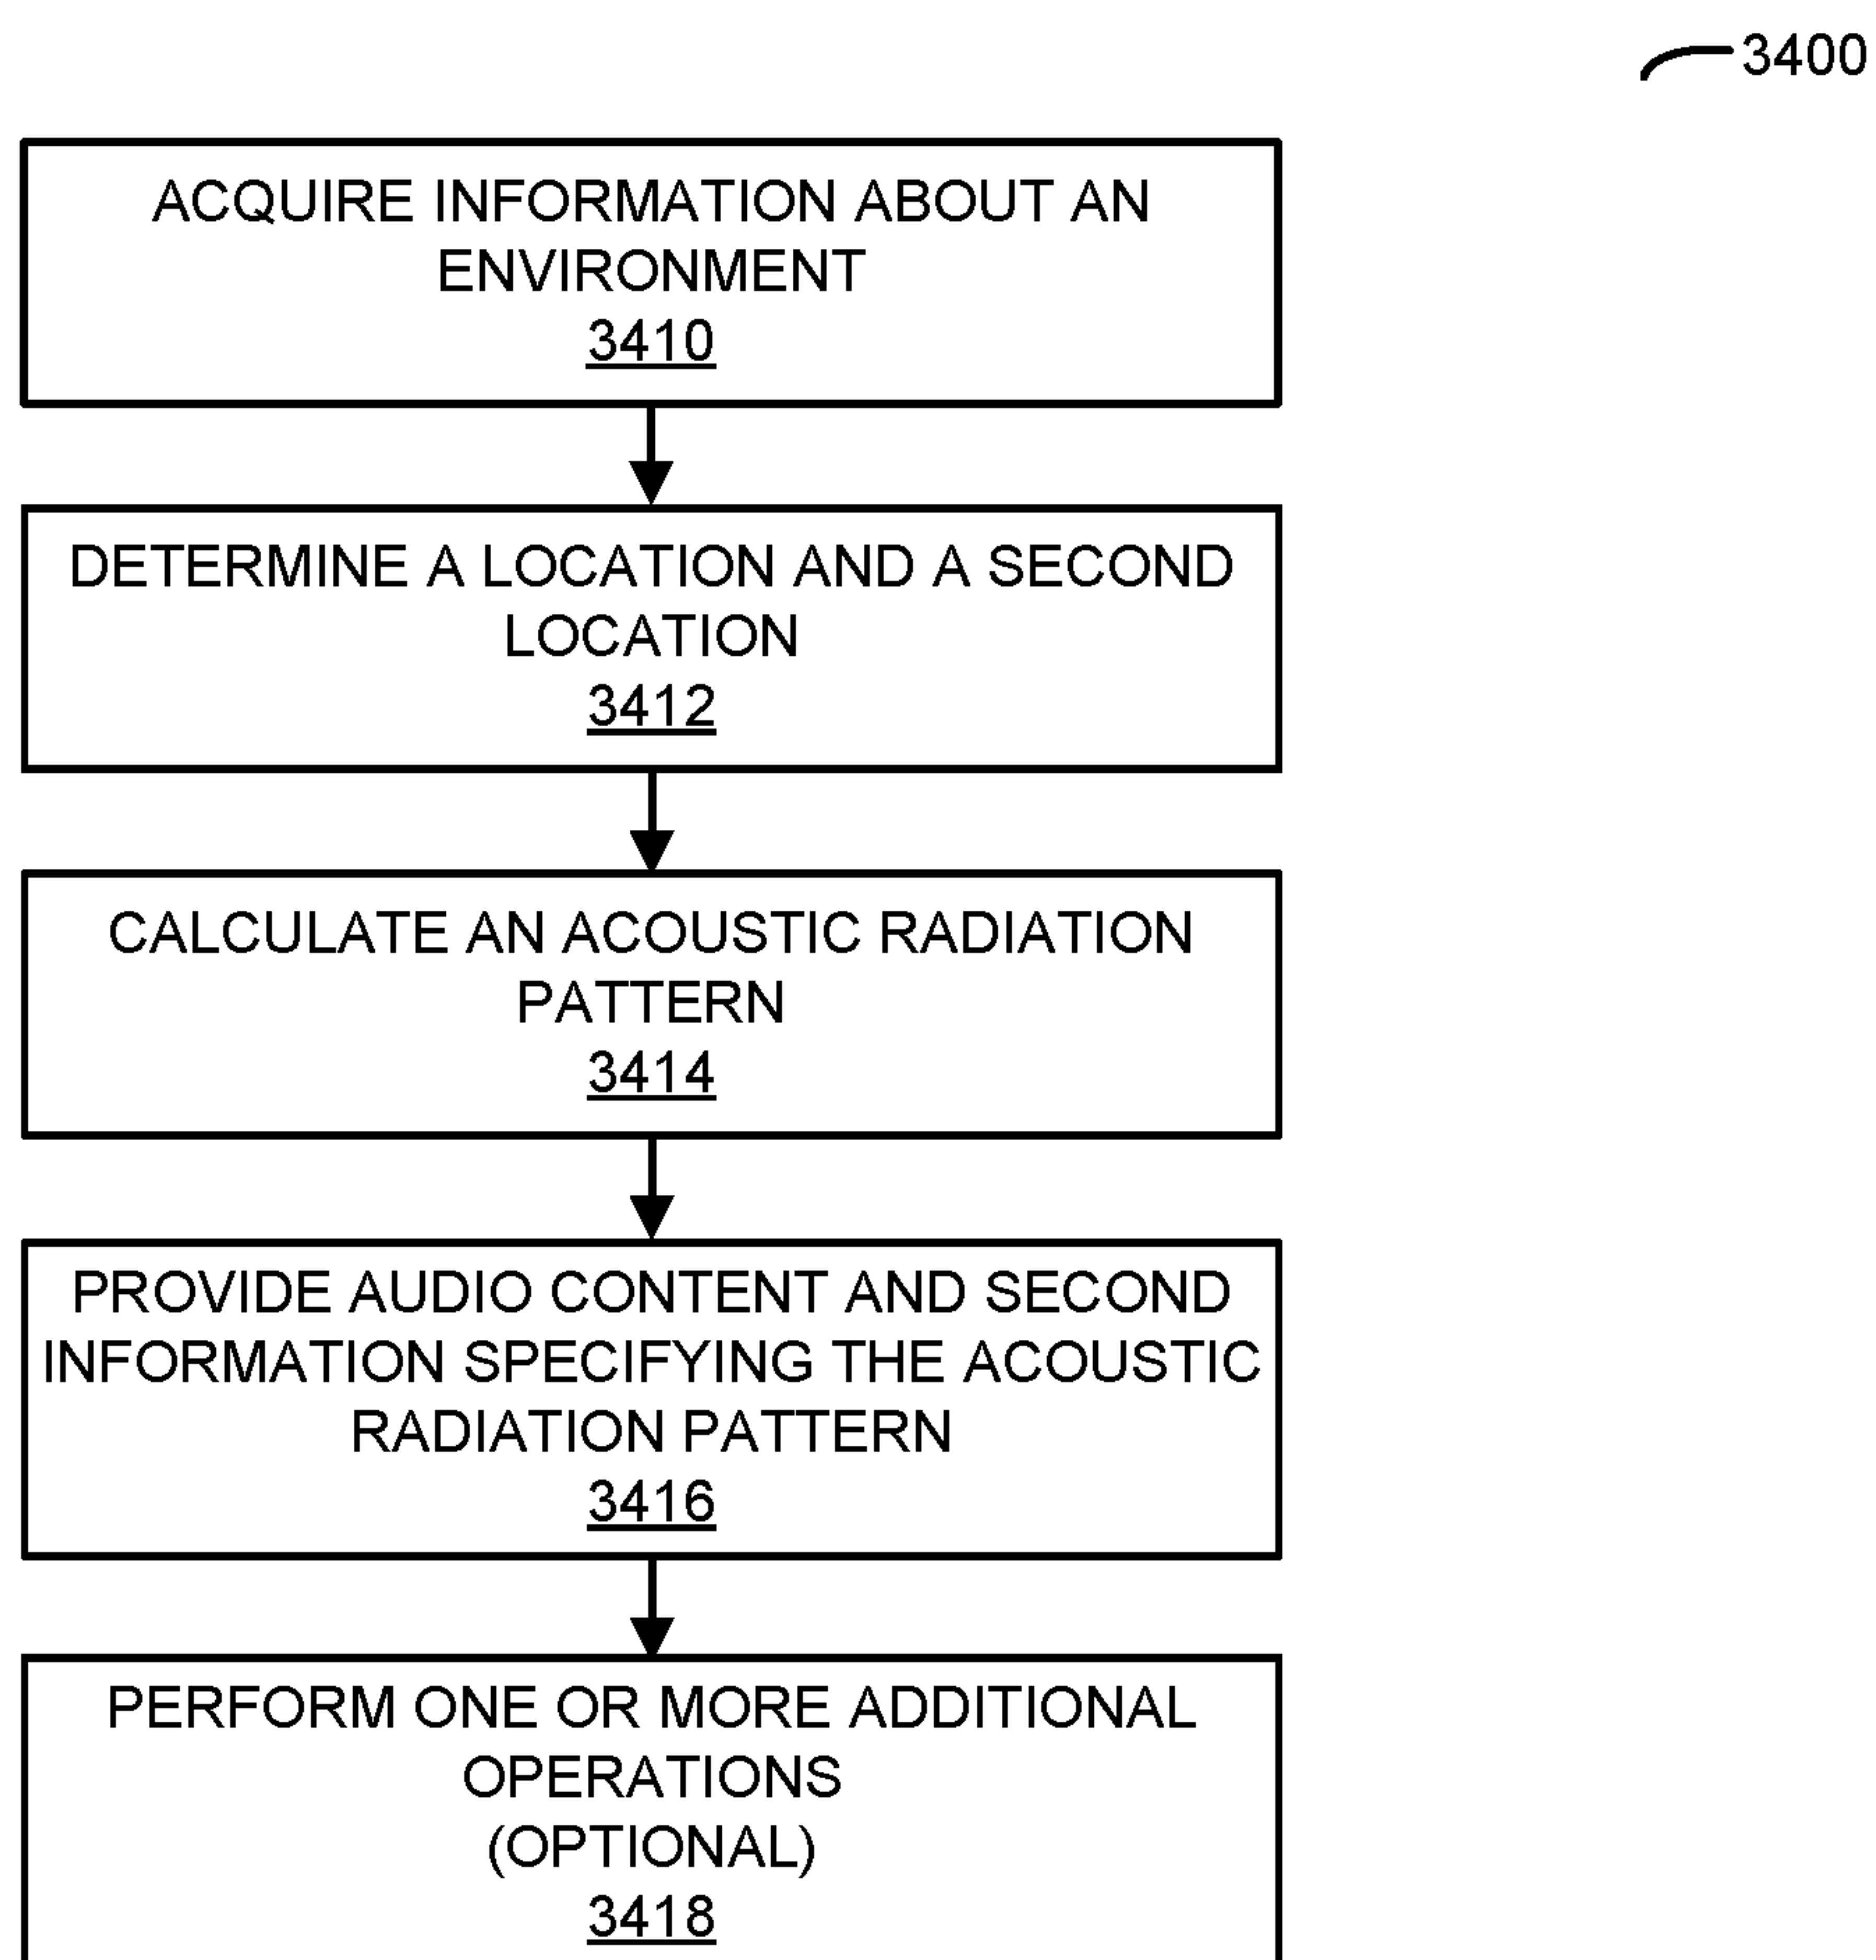 3400
ACQUIRE INFORMATION ABOUT AN
ENVIRONMENT
3410
DETERMINE A LOCATION AND A SECOND
LOCATION
3412
CALCULATE AN ACOUSTIC RADIATION
PATTERN
3414
PROVIDE AUDIO CONTENT AND SECOND
INFORMATION SPECIFYING THE ACOUSTIC
RADIATION PATTERN
3416
PERFORM ONE OR MORE ADDITIONAL
OPERATIONS
(OPTIONAL)
3418